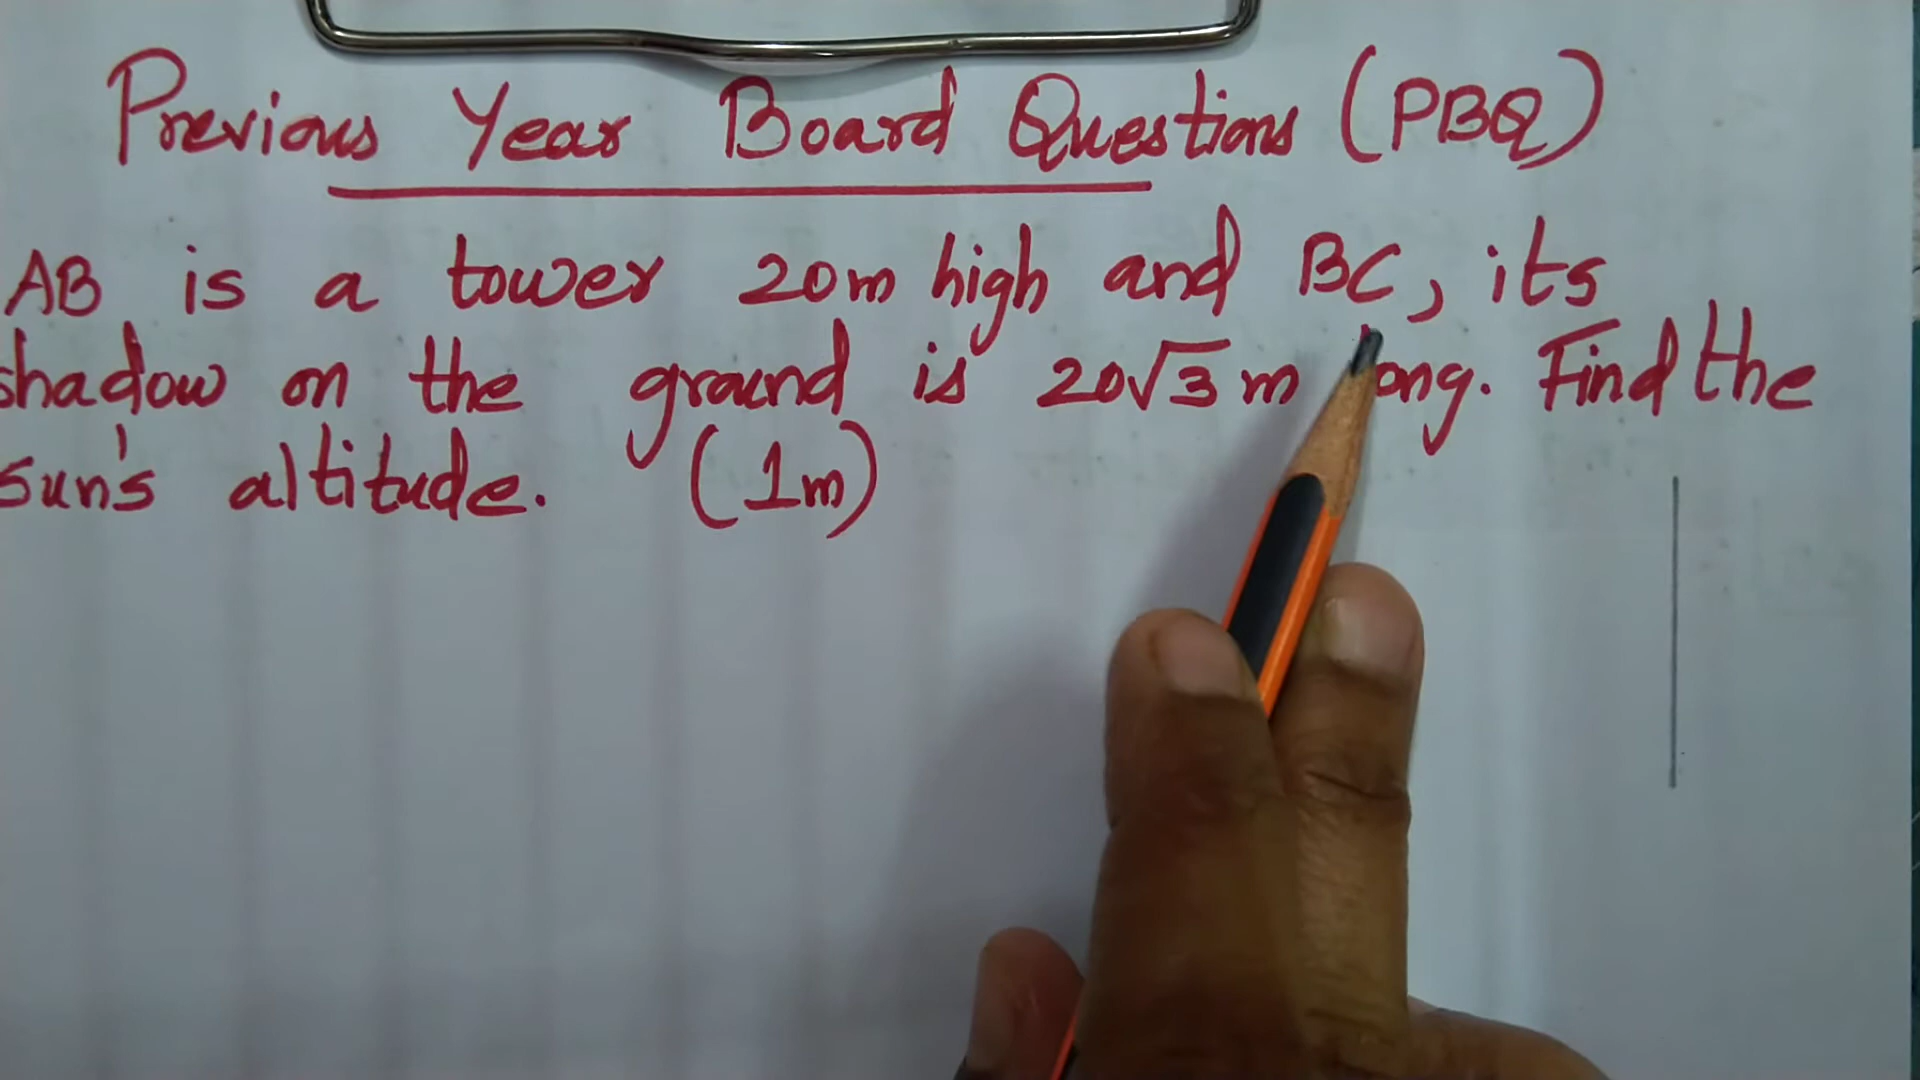 Previous Year Board Questions (PBQ)
AB is a tower 20m high and BC, its
shadow on the ground is 20√3 m long. Find the
sun's altitude. (1m)